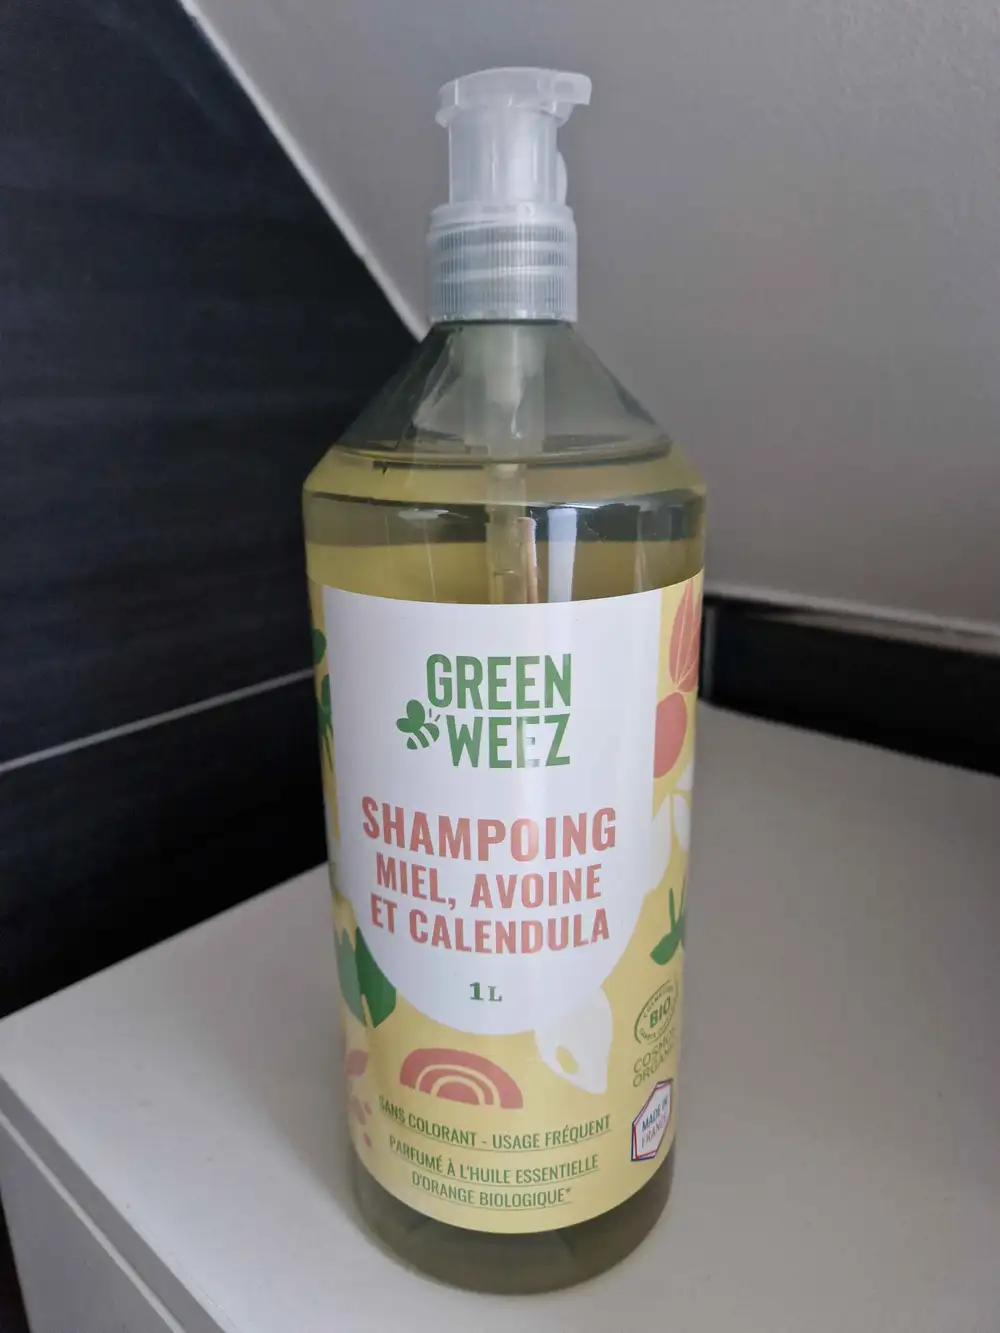 GREEN
WEEZ
SHAMPOING
MIEL, AVOINE
ET CALENDULA
1L
BIO
COSMOS
ORGANIC
MADE IN
FRANCE
SANS COLORANT - USAGE FRÉQUENT
PARFUMÉ À L'HUILE ESSENTIELLE
D'ORANGE BIOLOGIQUE*